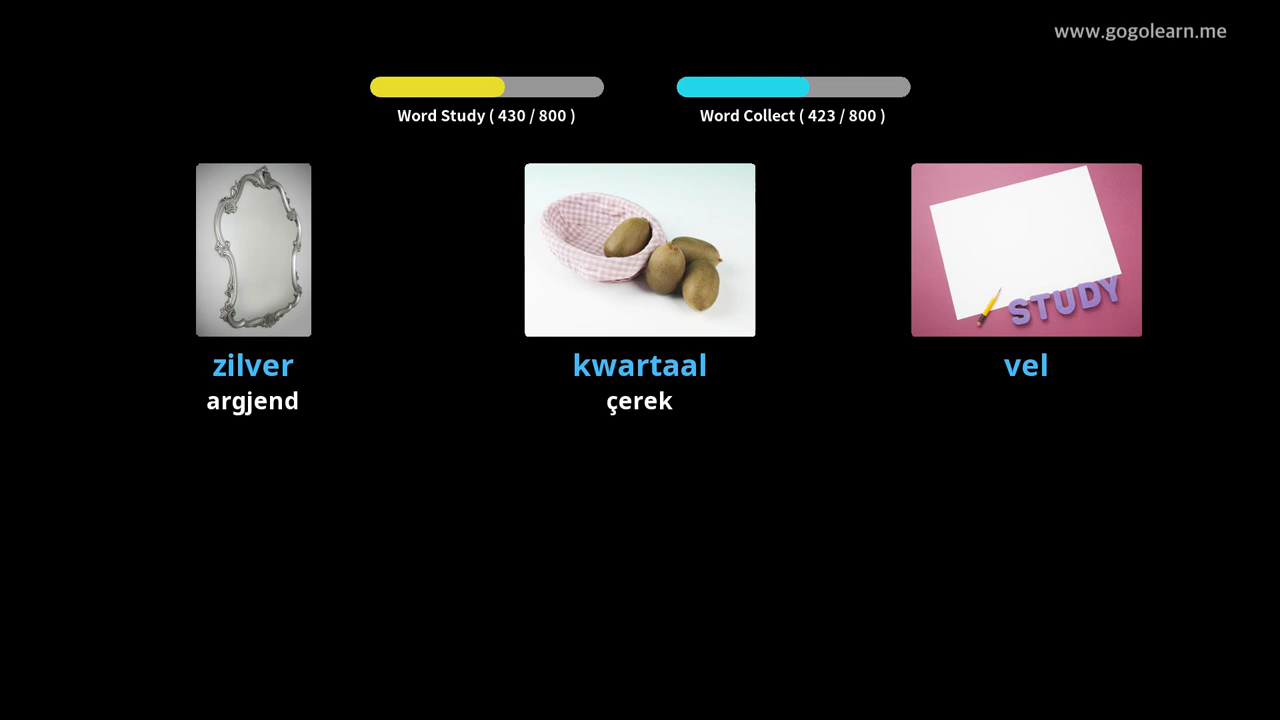 www.gogolearn.me
Word Study ( 430 / 800 )
Word Collect ( 423 / 800 )
STUDY
zilver
kwartaal
vel
argjend
çerek